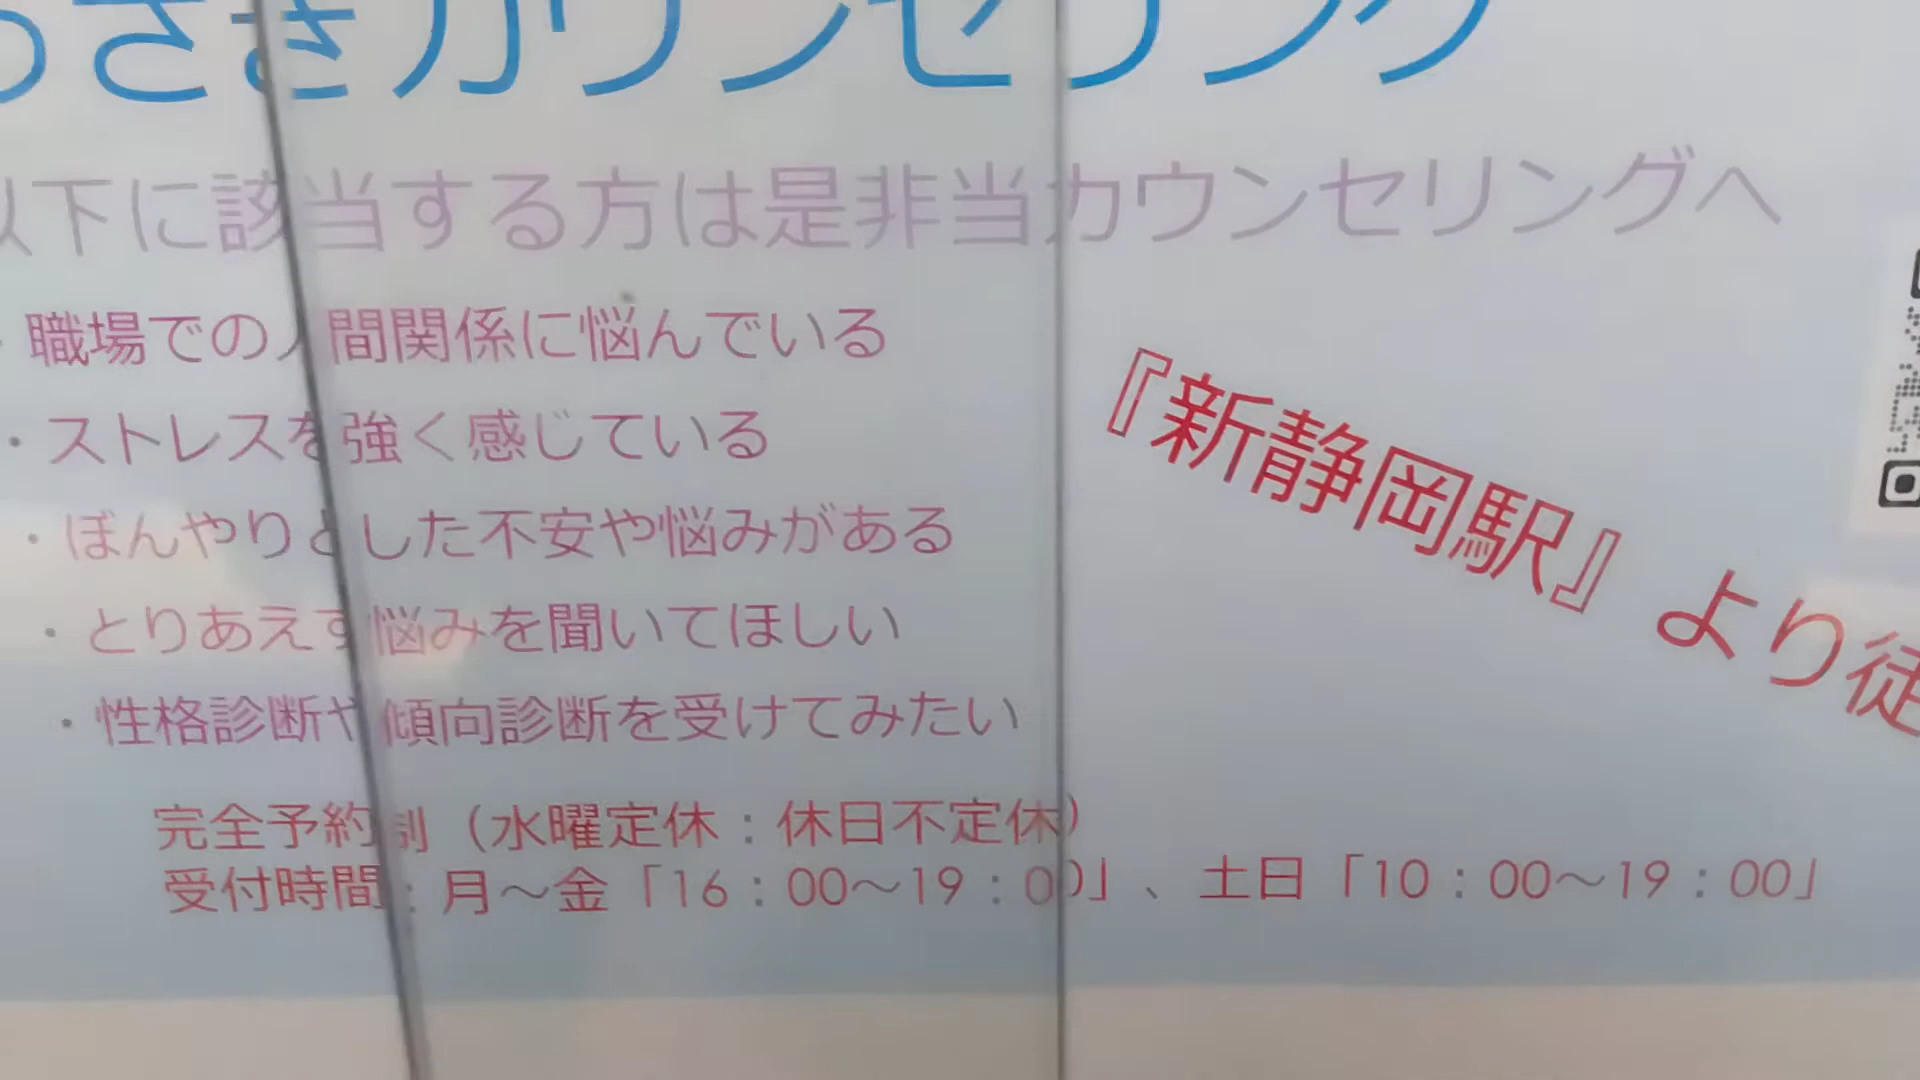 さきカウンセリング
以下に該当する方は是非当カウンセリングへ
・職場での人間関係に悩んでいる
・ストレスを強く感じている
・ぼんやりとした不安や悩みがある
・とりあえず悩みを聞いてほしい
・性格診断や傾向診断を受けてみたい
『新静岡駅』より徒
完全予約制（水曜定休：休日不定休）
受付時間：月～金「16：00～19：00」、土日「10：00～19：00」